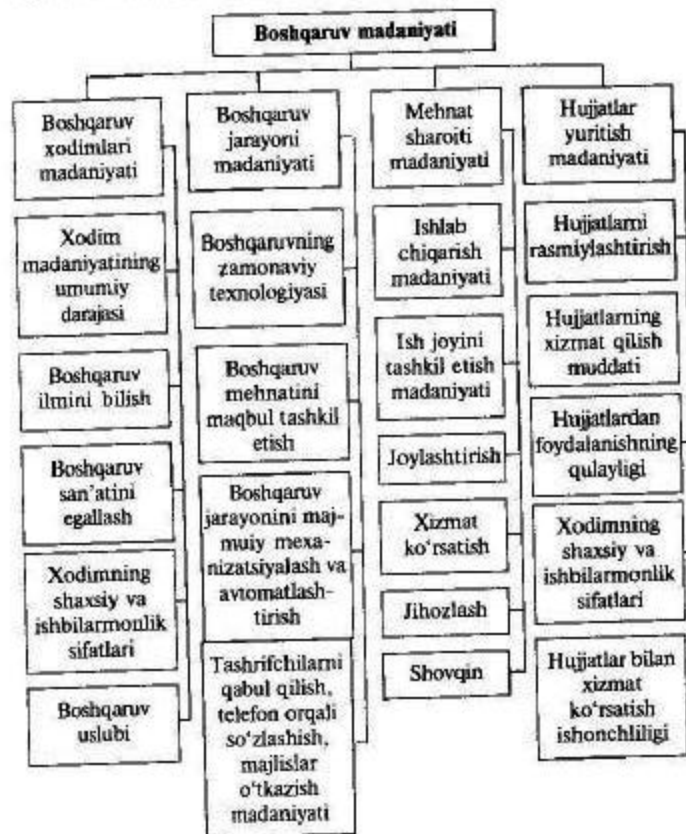 Boshqaruv madaniyati
Boshqaruv
xodimlari
madaniyati
Xodim
madaniyatining
umumiy
darajasi
Boshqaruv
ilmini bilish
Boshqaruv
san’atini
egallash
Xodimning
shaxsiy va
ishbilarmonlik
sifatlari
Boshqaruv
uslubi
Boshqaruv
jarayoni
madaniyati
Boshqaruvning
zamonaviy
texnologiyasi
Boshqaruv
mehnatini
maqbul tashkil
etish
Boshqaruv
jarayonini maj-
muiy mexa-
nizatsiyalash va
avtomatlash-
tirish
Tashrifchilarni
qabul qilish,
telefon orqali
so‘zlashish,
majlislar
o‘tkazish
madaniyati
Mehnat
sharoiti
madaniyati
Ishlab
chiqarish
madaniyati
Ish joyini
tashkil etish
madaniyati
Joylashtirish
Xizmat
ko‘rsatish
Jihozlash
Shovqin
Hujjatlar
yuritish
madaniyati
Hujjatlarni
rasmiylashtirish
Hujjatlarning
xizmat qilish
muddati
Hujjatlardan
foydalanishning
qulayligi
Xodimning
shaxsiy va
ishbilarmonlik
sifatlari
Hujjatlar bilan
xizmat
ko‘rsatish
ishonchliligi